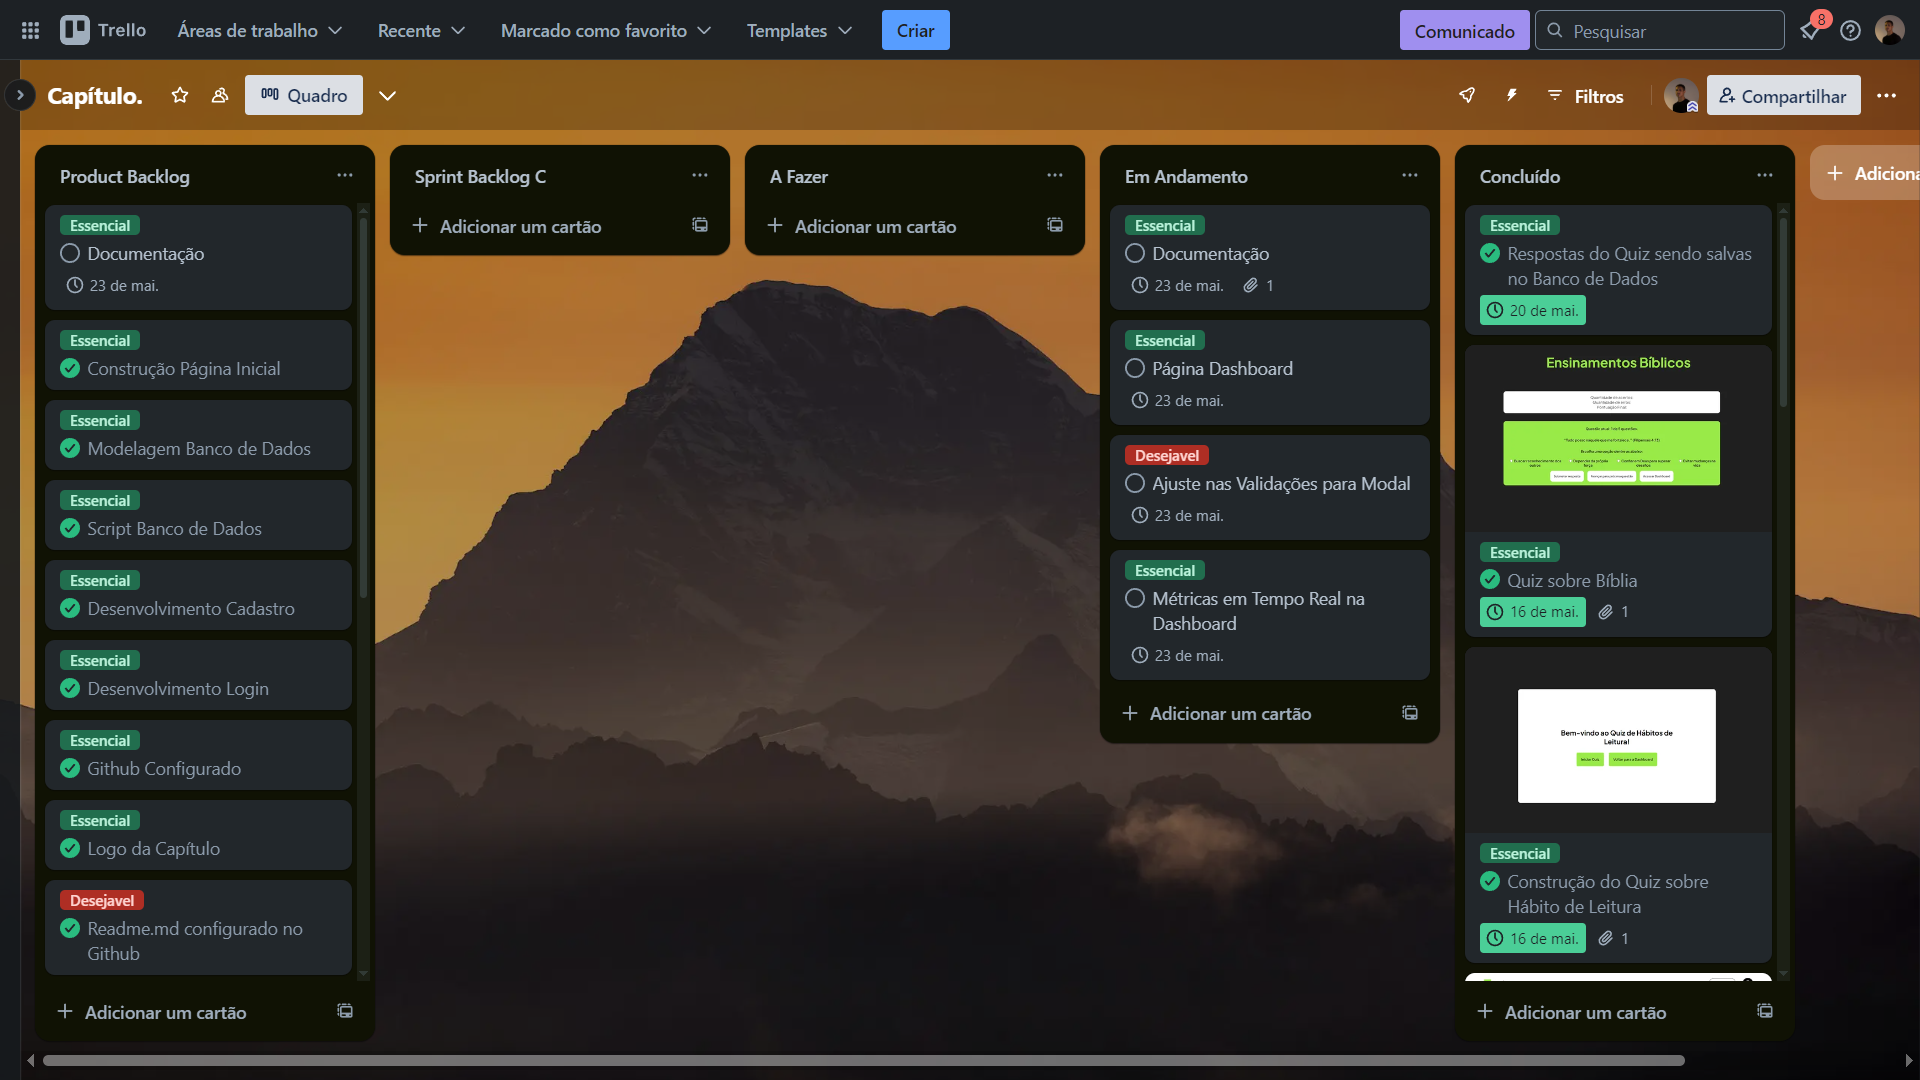 Trello
Áreas de trabalho
Recente
Marcado como favorito
Templates
Criar
Comunicado
Pesquisar
8
Capítulo.
Quadro
Filtros
Compartilhar
Product Backlog
Essencial
Documentação
23 de mai.
Essencial
Construção Página Inicial
Essencial
Modelagem Banco de Dados
Essencial
Script Banco de Dados
Essencial
Desenvolvimento Cadastro
Essencial
Desenvolvimento Login
Essencial
Github Configurado
Essencial
Logo da Capítulo
Desejavel
Readme.md configurado no
Github
Adicionar um cartão
Sprint Backlog C
Adicionar um cartão
A Fazer
Adicionar um cartão
Em Andamento
Essencial
Documentação
23 de mai. 1
Essencial
Página Dashboard
23 de mai.
Desejavel
Ajuste nas Validações para Modal
23 de mai.
Essencial
Métricas em Tempo Real na
Dashboard
23 de mai.
Adicionar um cartão
Concluído
Essencial
Respostas do Quiz sendo salvas
no Banco de Dados
20 de mai.
Ensinamentos Bíblicos
Essencial
Quiz sobre Bíblia
16 de mai. 1
Bem-vindo ao Quiz de Hábitos de
Leitura!
Iniciar Quiz
Voltar para a Dashboard
Essencial
Construção do Quiz sobre
Hábito de Leitura
16 de mai. 1
Adicionar um cartão
Adiciona